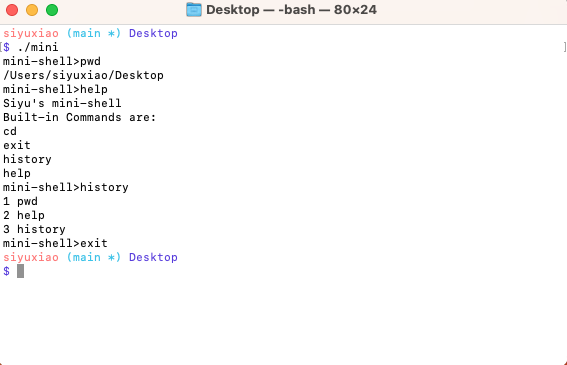 Desktop — -bash — 80×24
siyuxiao (main *) Desktop
[$ ./mini ]
mini-shell>pwd
/Users/siyuxiao/Desktop
mini-shell>help
Siyu's mini-shell
Built-in Commands are:
cd
exit
history
help
mini-shell>history
1 pwd
2 help
3 history
mini-shell>exit
siyuxiao (main *) Desktop
$